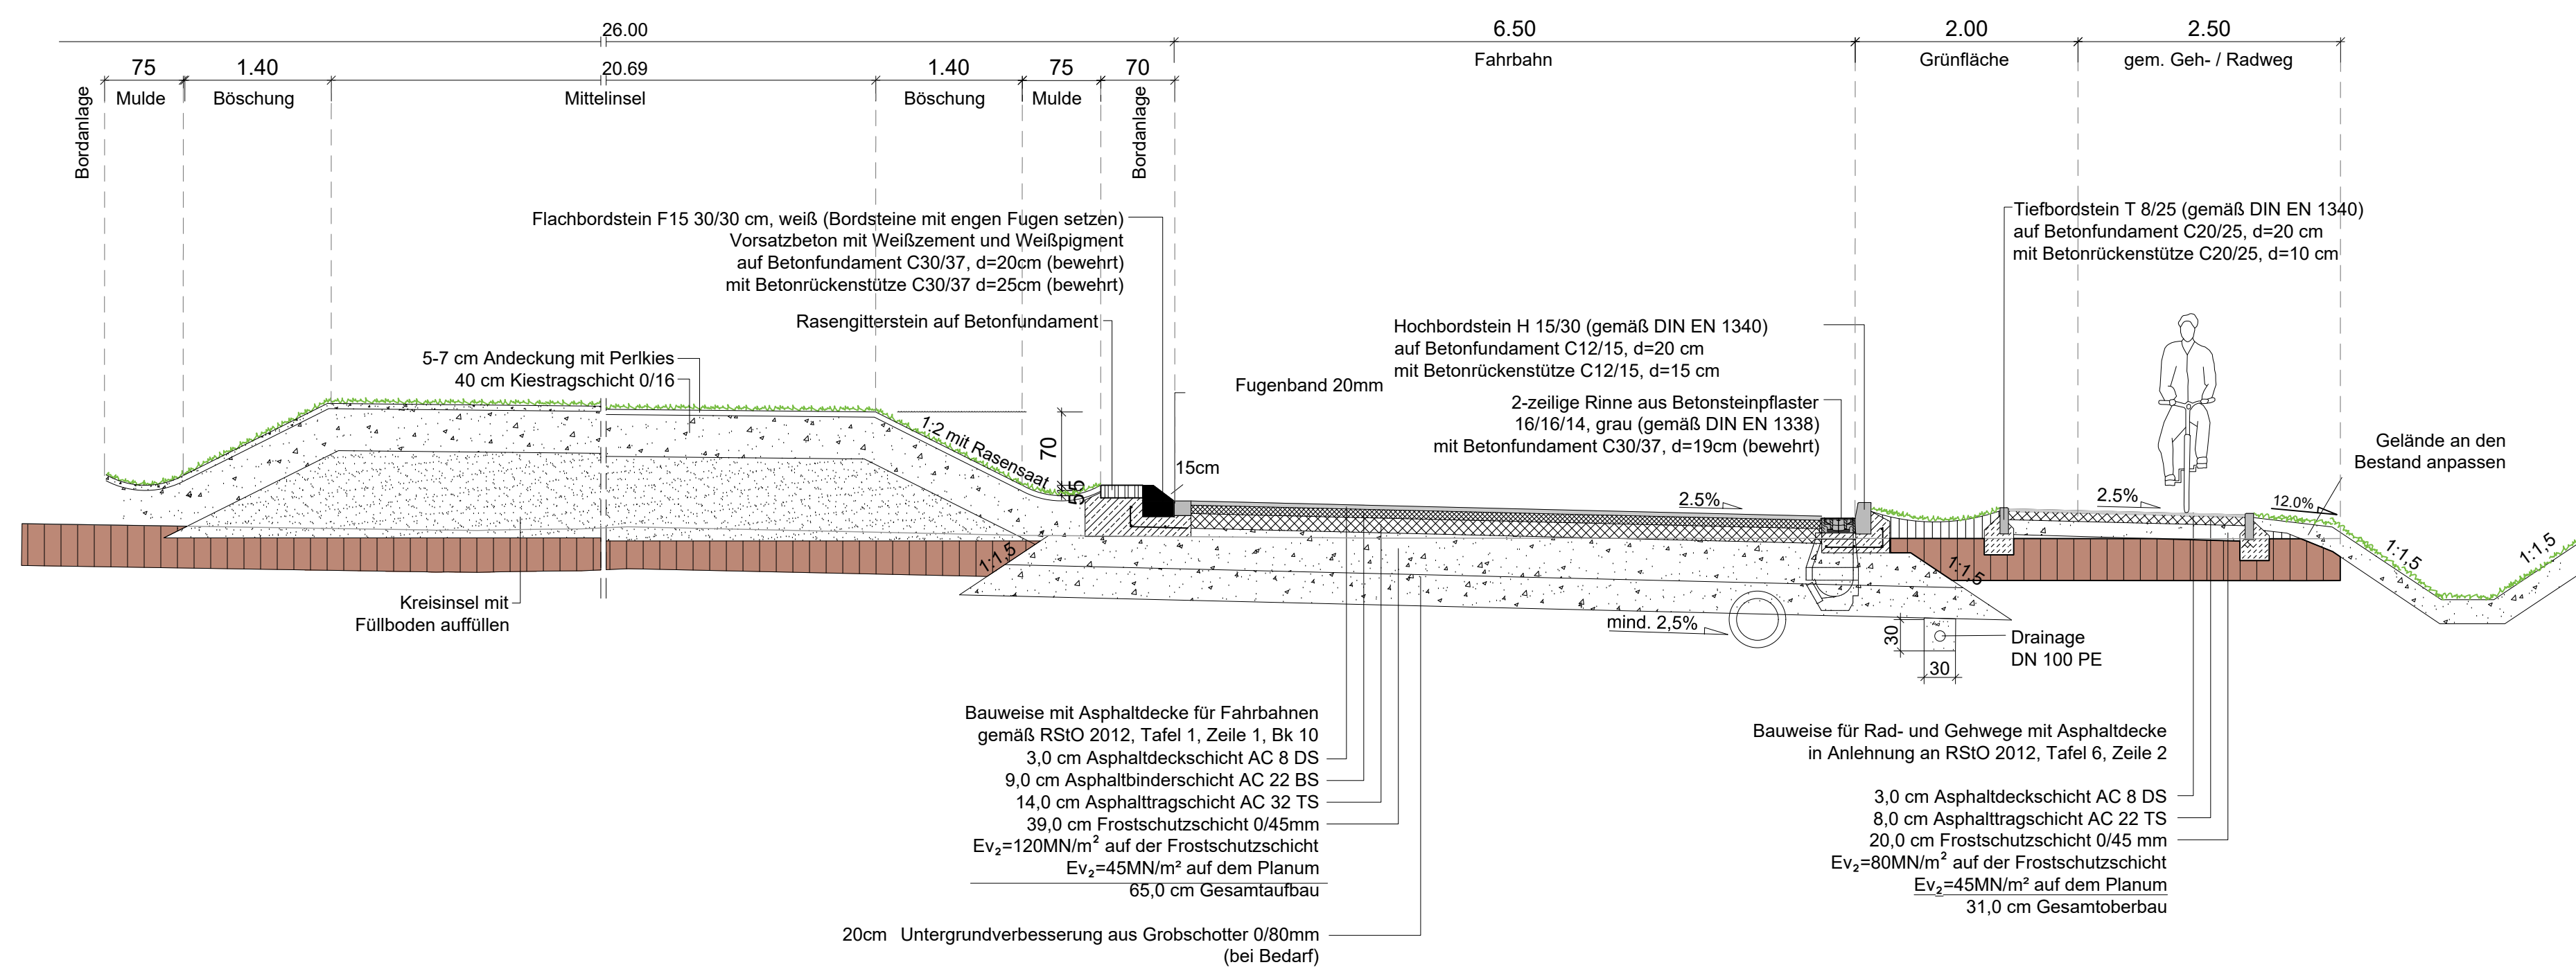 26.00
6.50
2.00
2.50
Fahrbahn
Grünfläche
gem. Geh- / Radweg
75
1.40
20.69
1.40
75
70
Mulde
Böschung
Mittelinsel
Böschung
Mulde
Bordanlage
Bordanlage
Flachbordstein F15 30/30 cm, weiß (Bordsteine mit engen Fugen setzen)
Vorsatzbeton mit Weißzement und Weißpigment
auf Betonfundament C30/37, d=20cm (bewehrt)
mit Betonrückenstütze C30/37 d=25cm (bewehrt)
Rasengitterstein auf Betonfundament
5-7 cm Andeckung mit Perlkies
40 cm Kiestragschicht 0/16
Tiefbordstein T 8/25 (gemäß DIN EN 1340)
auf Betonfundament C20/25, d=20 cm
mit Betonrückenstütze C20/25, d=10 cm
Hochbordstein H 15/30 (gemäß DIN EN 1340)
auf Betonfundament C12/15, d=20 cm
mit Betonrückenstütze C12/15, d=15 cm
Fugenband 20mm
2-zeilige Rinne aus Betonsteinpflaster
16/16/14, grau (gemäß DIN EN 1338)
mit Betonfundament C30/37, d=19cm (bewehrt)
Gelände an den
Bestand anpassen
1:2 mit Rasensaat
70
15cm
2.5%
2.5%
12.0%
1:1,5
1:1,5
1:1,5
1:1,5
Kreisinsel mit
Füllboden auffüllen
mind. 2,5%
30
30
Drainage
DN 100 PE
Bauweise mit Asphaltdecke für Fahrbahnen
gemäß RStO 2012, Tafel 1, Zeile 1, Bk 10
3,0 cm Asphaltdeckschicht AC 8 DS
9,0 cm Asphaltbinderschicht AC 22 BS
14,0 cm Asphalttragschicht AC 32 TS
39,0 cm Frostschutzschicht 0/45mm
Ev₂=120MN/m² auf der Frostschutzschicht
Ev₂=45MN/m² auf dem Planum
65,0 cm Gesamtaufbau
20cm Untergrundverbesserung aus Grobschotter 0/80mm
(bei Bedarf)
Bauweise für Rad- und Gehwege mit Asphaltdecke
in Anlehnung an RStO 2012, Tafel 6, Zeile 2
3,0 cm Asphaltdeckschicht AC 8 DS
8,0 cm Asphalttragschicht AC 22 TS
20,0 cm Frostschutzschicht 0/45 mm
Ev₂=80MN/m² auf der Frostschutzschicht
Ev₂=45MN/m² auf dem Planum
31,0 cm Gesamtoberbau